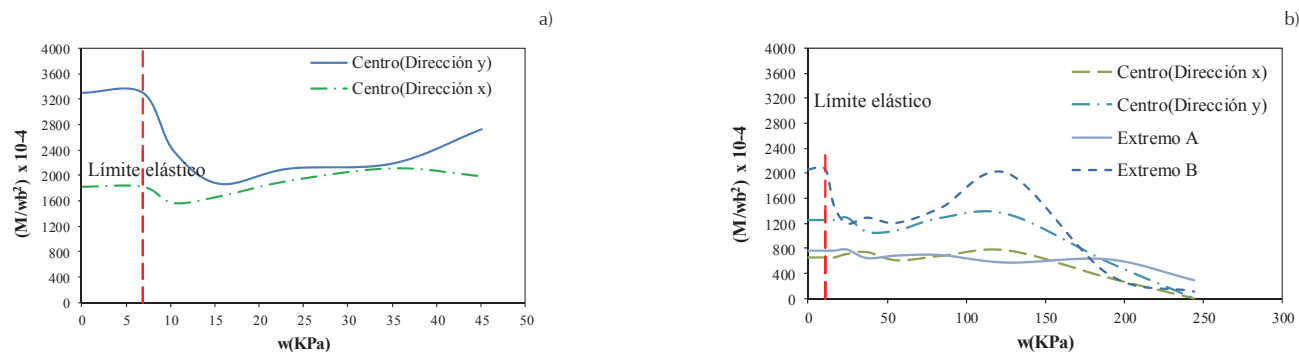 a)
4000
3600
3200
2800
2400
2000
1600
1200
800
400
0
(M/wb²) x 10-4
Centro(Dirección y)
Centro(Dirección x)
Límite elástico
0 5 10 15 20 25 30 35 40 45 50
w(KPa)
b)
4000
3600
3200
2800
2400
2000
1600
1200
800
400
0
(M/wb²) x 10-4
Centro(Dirección x)
Límite elástico
Centro(Dirección y)
Extremo A
Extremo B
0 50 100 150 200 250 300
w(KPa)